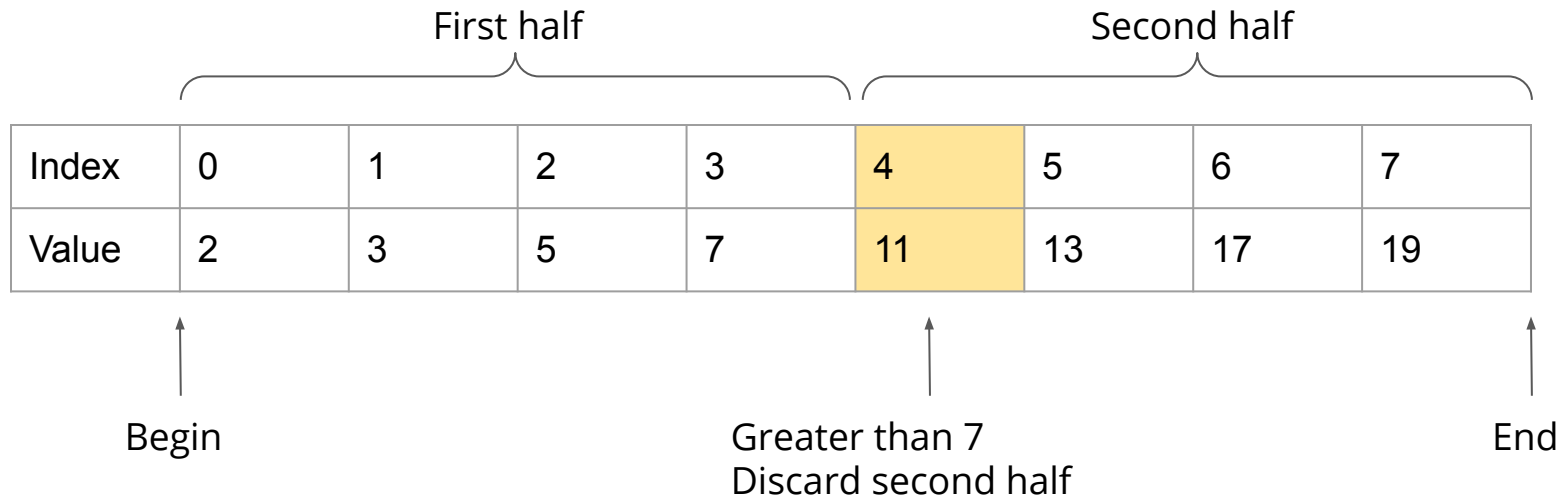 First half Second half
Index 0 1 2 3 4 5 6 7
Value 2 3 5 7 11 13 17 19
Begin Greater than 7 End
Discard second half